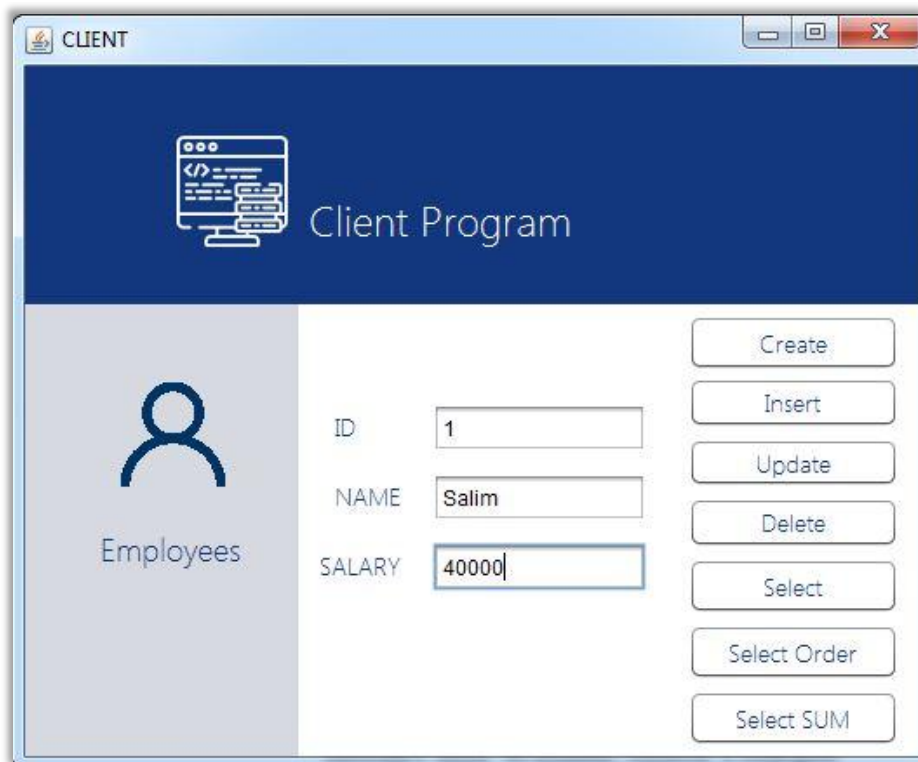 CLIENT
</>
Client Program
Employees
ID
1
NAME
Salim
SALARY
40000
Create
Insert
Update
Delete
Select
Select Order
Select SUM